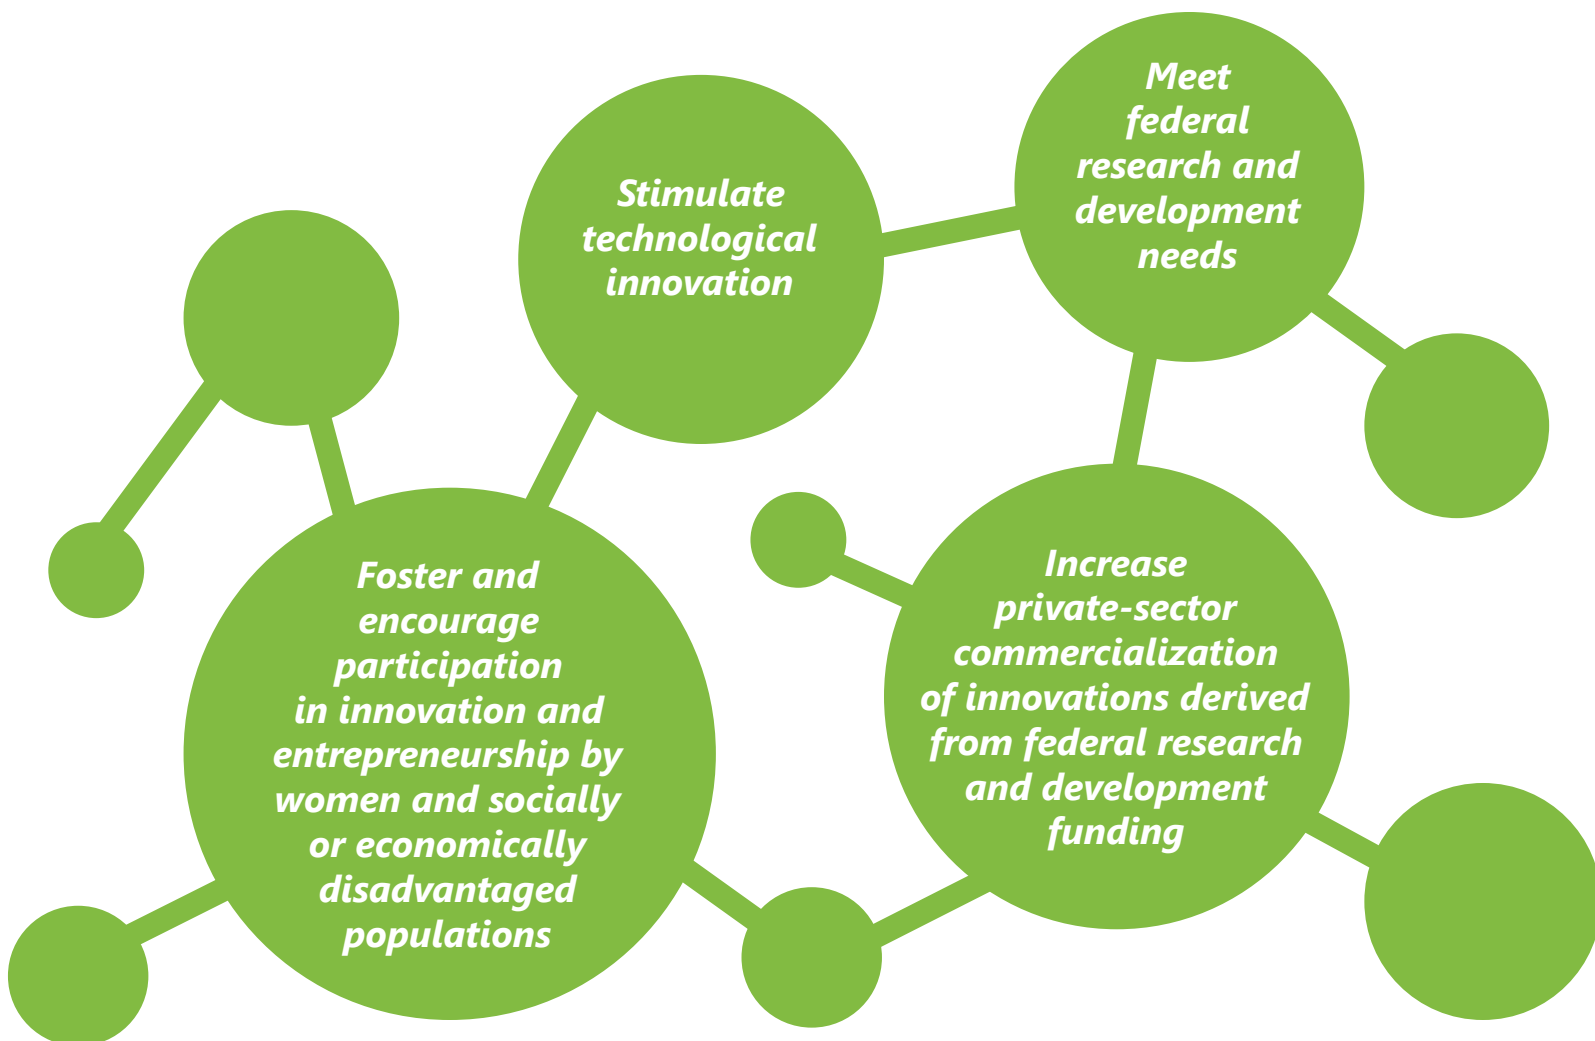 Stimulate
technological
innovation
Meet
federal
research and
development
needs
Foster and
encourage
participation
in innovation and
entrepreneurship by
women and socially
or economically
disadvantaged
populations
Increase
private-sector
commercialization
of innovations derived
from federal research
and development
funding